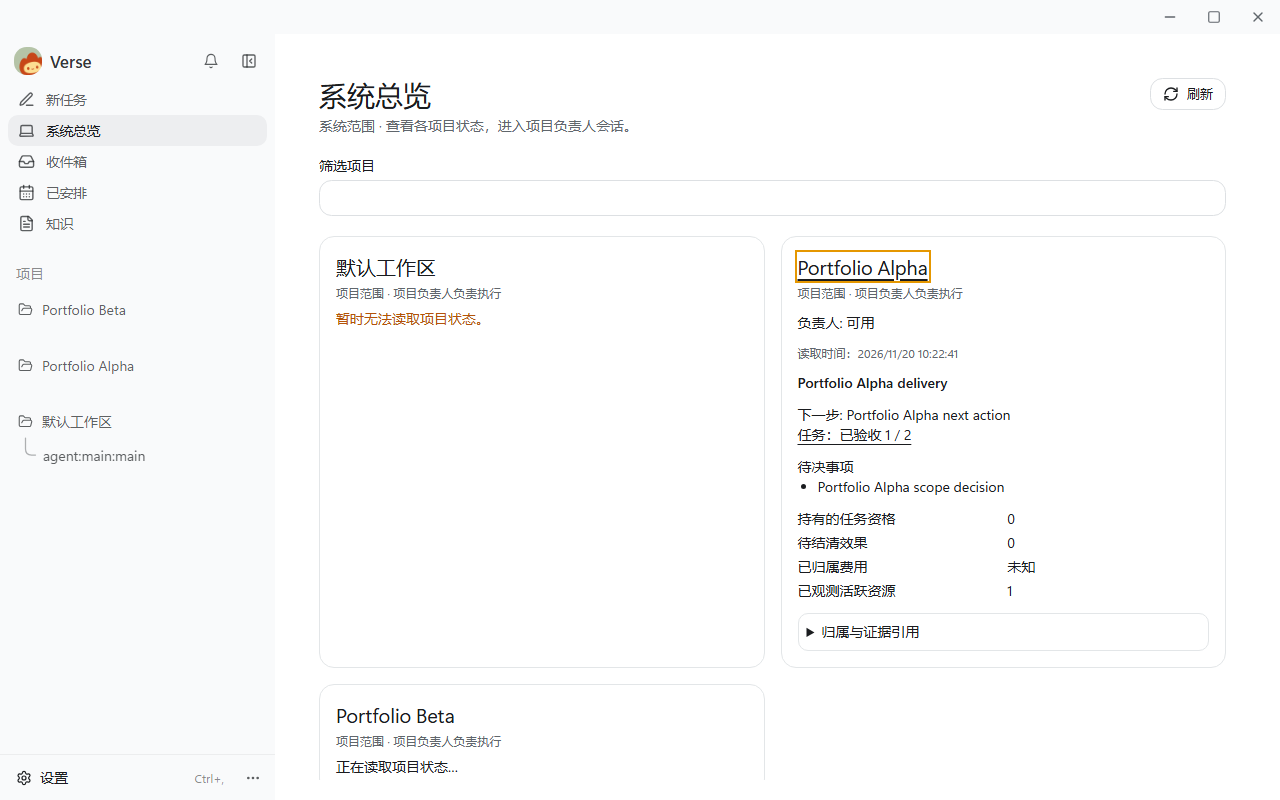 Verse
新任务
系统总览
收件箱
已安排
知识
项目
Portfolio Beta
Portfolio Alpha
默认工作区
agent:main:main
设置
Ctrl+,
系统总览
刷新
系统范围 · 查看各项目状态，进入项目负责人会话。
筛选项目
默认工作区
项目范围 · 项目负责人负责执行
暂时无法读取项目状态。
Portfolio Alpha
项目范围 · 项目负责人负责执行
负责人: 可用
读取时间： 2026/11/20 10:22:41
Portfolio Alpha delivery
下一步: Portfolio Alpha next action
任务： 已验收 1 / 2
待决事项
Portfolio Alpha scope decision
持有的任务资格 0
待结清效果 0
已归属费用 未知
已观测活跃资源 1
归属与证据引用
Portfolio Beta
项目范围 · 项目负责人负责执行
正在读取项目状态...